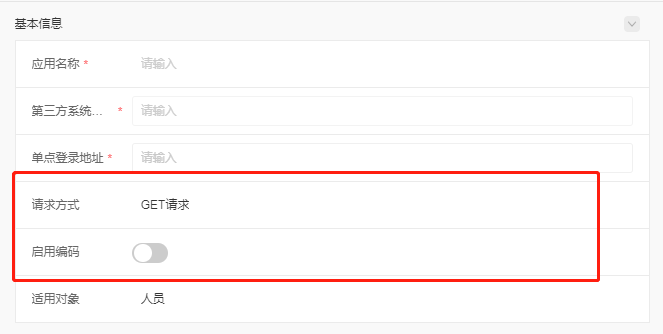 基本信息
应用名称 * 请输入
第三方系统... * 请输入
单点登录地址 * 请输入
请求方式 GET请求
启用编码
适用对象 人员